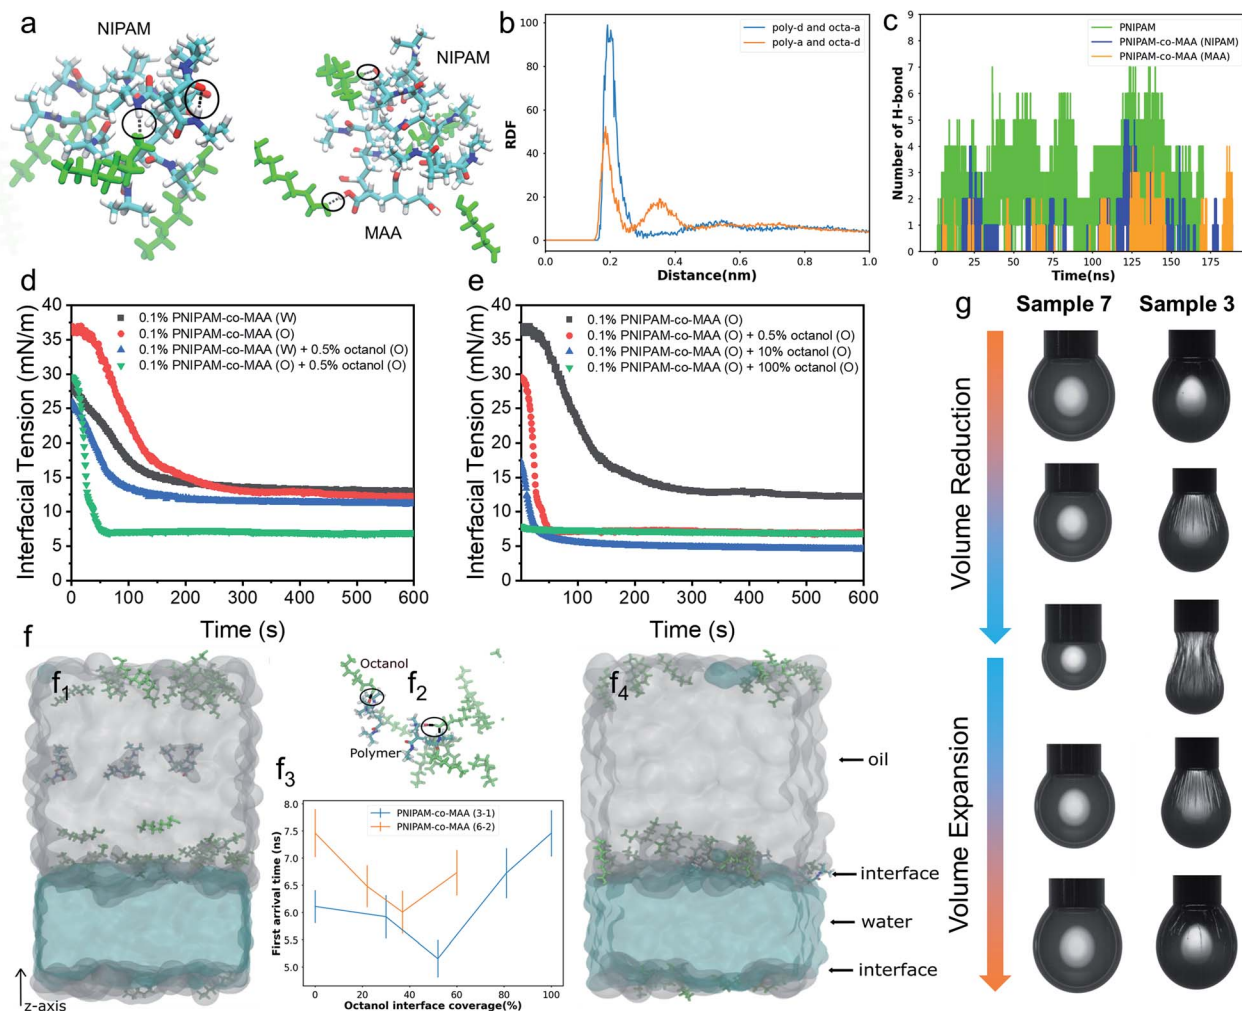 a
NIPAM
NIPAM
MAA
b
poly-d and octa-a
poly-a and octa-d
RDF
100
80
60
40
20
0
0.0 0.2 0.4 0.6 0.8 1.0
Distance(nm)
c
PNIPAM
PNIPAM-co-MAA (NIPAM)
PNIPAM-co-MAA (MAA)
Number of H-bond
9
8
7
6
5
4
3
2
1
0 25 50 75 100 125 150 175
Time(ns)
d
0.1% PNIPAM-co-MAA (W)
0.1% PNIPAM-co-MAA (O)
0.1% PNIPAM-co-MAA (W) + 0.5% octanol (O)
0.1% PNIPAM-co-MAA (O) + 0.5% octanol (O)
Interfacial Tension (mN/m)
40
35
30
25
20
15
10
5
0
0 100 200 300 400 500 600
Time (s)
e
0.1% PNIPAM-co-MAA (O)
0.1% PNIPAM-co-MAA (O) + 0.5% octanol (O)
0.1% PNIPAM-co-MAA (O) + 10% octanol (O)
0.1% PNIPAM-co-MAA (O) + 100% octanol (O)
Interfacial Tension (mN/m)
40
35
30
25
20
15
10
5
0
100 200 300 400 500 600
Time (s)
f
f1
z-axis
Octanol
f2
Polymer
f3
PNIPAM-co-MAA (3-1)
PNIPAM-co-MAA (6-2)
First arrival time (ns)
8.0
7.5
7.0
6.5
6.0
5.5
5.0
0 20 40 60 80 100
Octanol interface coverage(%)
f4
oil
interface
water
interface
g
Sample 7 Sample 3
Volume Reduction
Volume Expansion